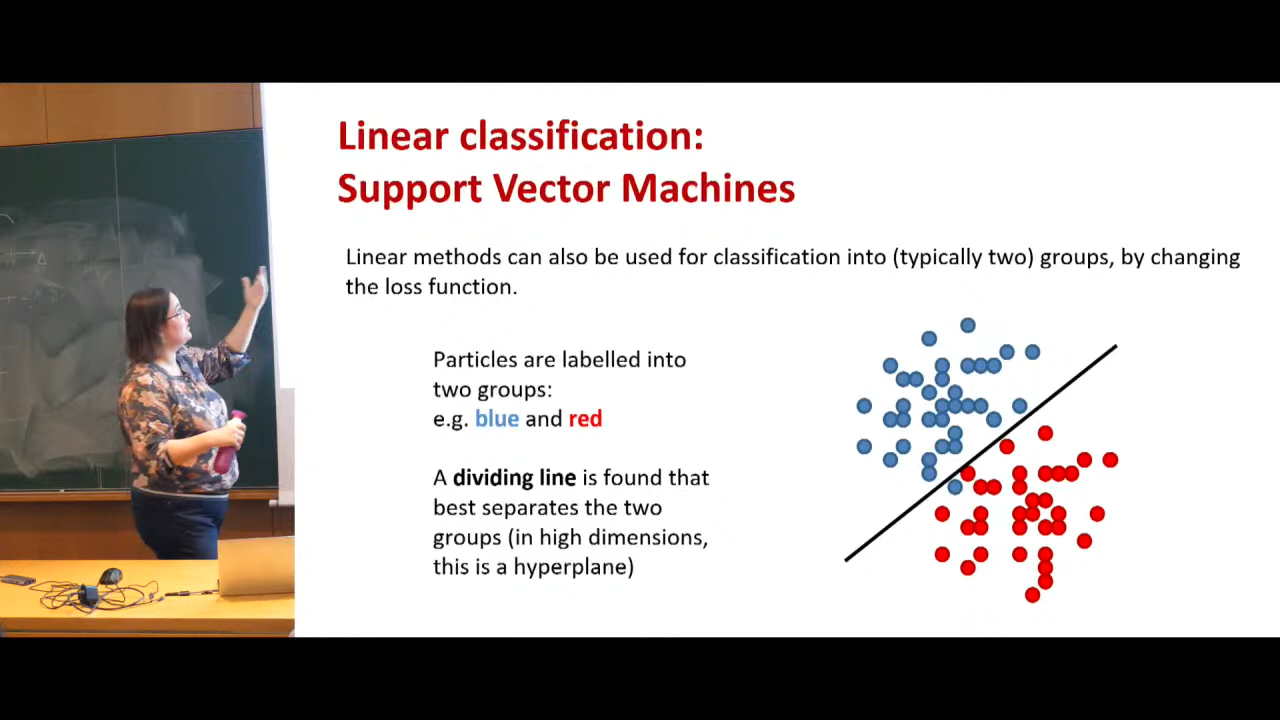 Linear classification:
Support Vector Machines
Linear methods can also be used for classification into (typically two) groups, by changing
the loss function.
Particles are labelled into
two groups:
e.g. blue and red
A dividing line is found that
best separates the two
groups (in high dimensions,
this is a hyperplane)